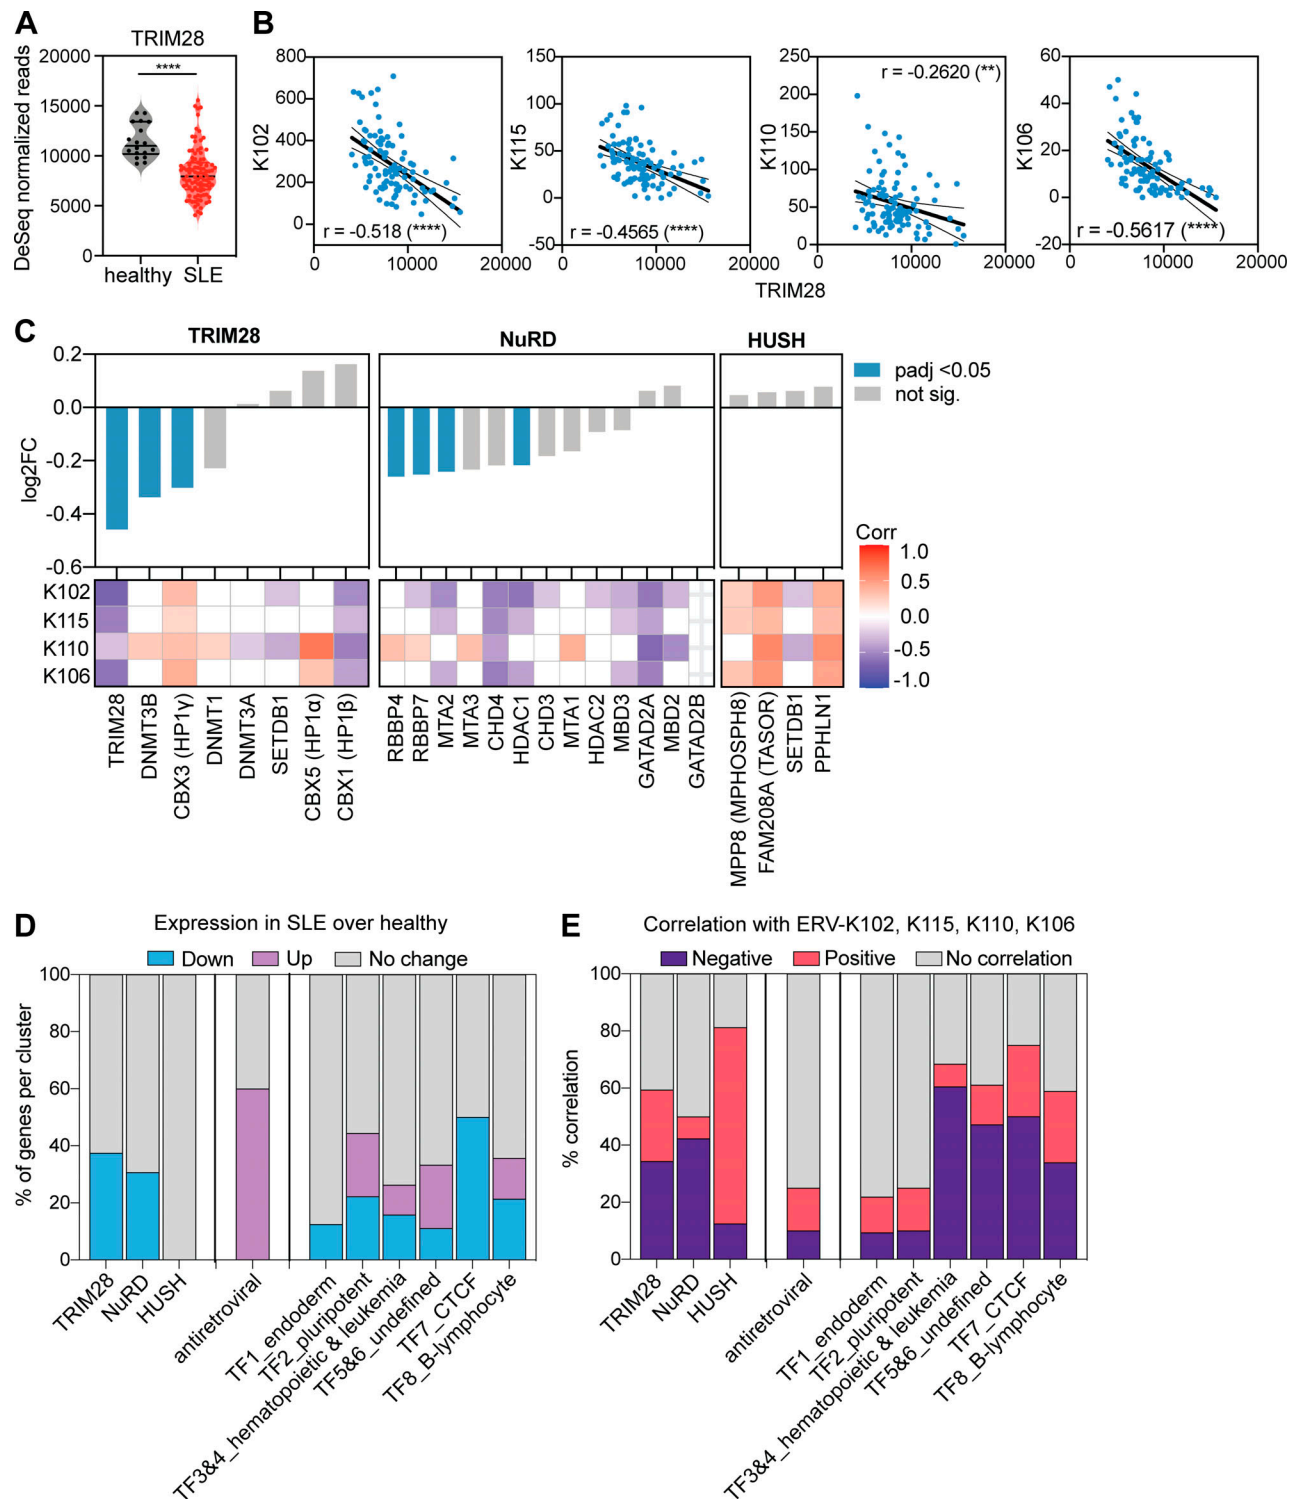 A
TRIM28
DeSeq normalized reads
20000
15000
10000
5000
0
****
healthy SLE
B
K102
800
600
400
200
0
r = -0.518 (****)
0 10000 20000
K115
150
100
50
0
-50
r = -0.4565 (****)
0 10000 20000
K110
250
200
150
100
50
0
r = -0.2620 (**)
0 10000 20000
K106
60
40
20
0
-20
r = -0.5617 (****)
0 10000 20000
TRIM28
C
TRIM28
NuRD
HUSH
log2FC
0.2
0.0
-0.2
-0.4
-0.6
padj <0.05
not sig.
Corr
1.0
0.5
0.0
-0.5
-1.0
K102
K115
K110
K106
TRIM28
DNMT3B
CBX3 (HP1γ)
DNMT1
DNMT3A
SETDB1
CBX5 (HP1α)
CBX1 (HP1β)
RBBP4
RBBP7
MTA2
MTA3
CHD4
HDAC1
CHD3
MTA1
HDAC2
MBD3
GATAD2A
MBD2
GATAD2B
MPP8 (MPHOSPH8)
FAM208A (TASOR)
SETDB1
PPHLN1
D
Expression in SLE over healthy
Down Up No change
% of genes per cluster
100
80
60
40
20
0
TRIM28
NuRD
HUSH
antiretroviral
TF1_endoderm
TF2_pluripotent
TF3&4_hematopoietic & leukemia
TF5&6_undefined
TF7_CTCF
TF8_B-lymphocyte
E
Correlation with ERV-K102, K115, K110, K106
Negative Positive No correlation
% correlation
100
80
60
40
20
0
TRIM28
NuRD
HUSH
antiretroviral
TF1_endoderm
TF2_pluripotent
TF3&4_hematopoietic & leukemia
TF5&6_undefined
TF7_CTCF
TF8_B-lymphocyte